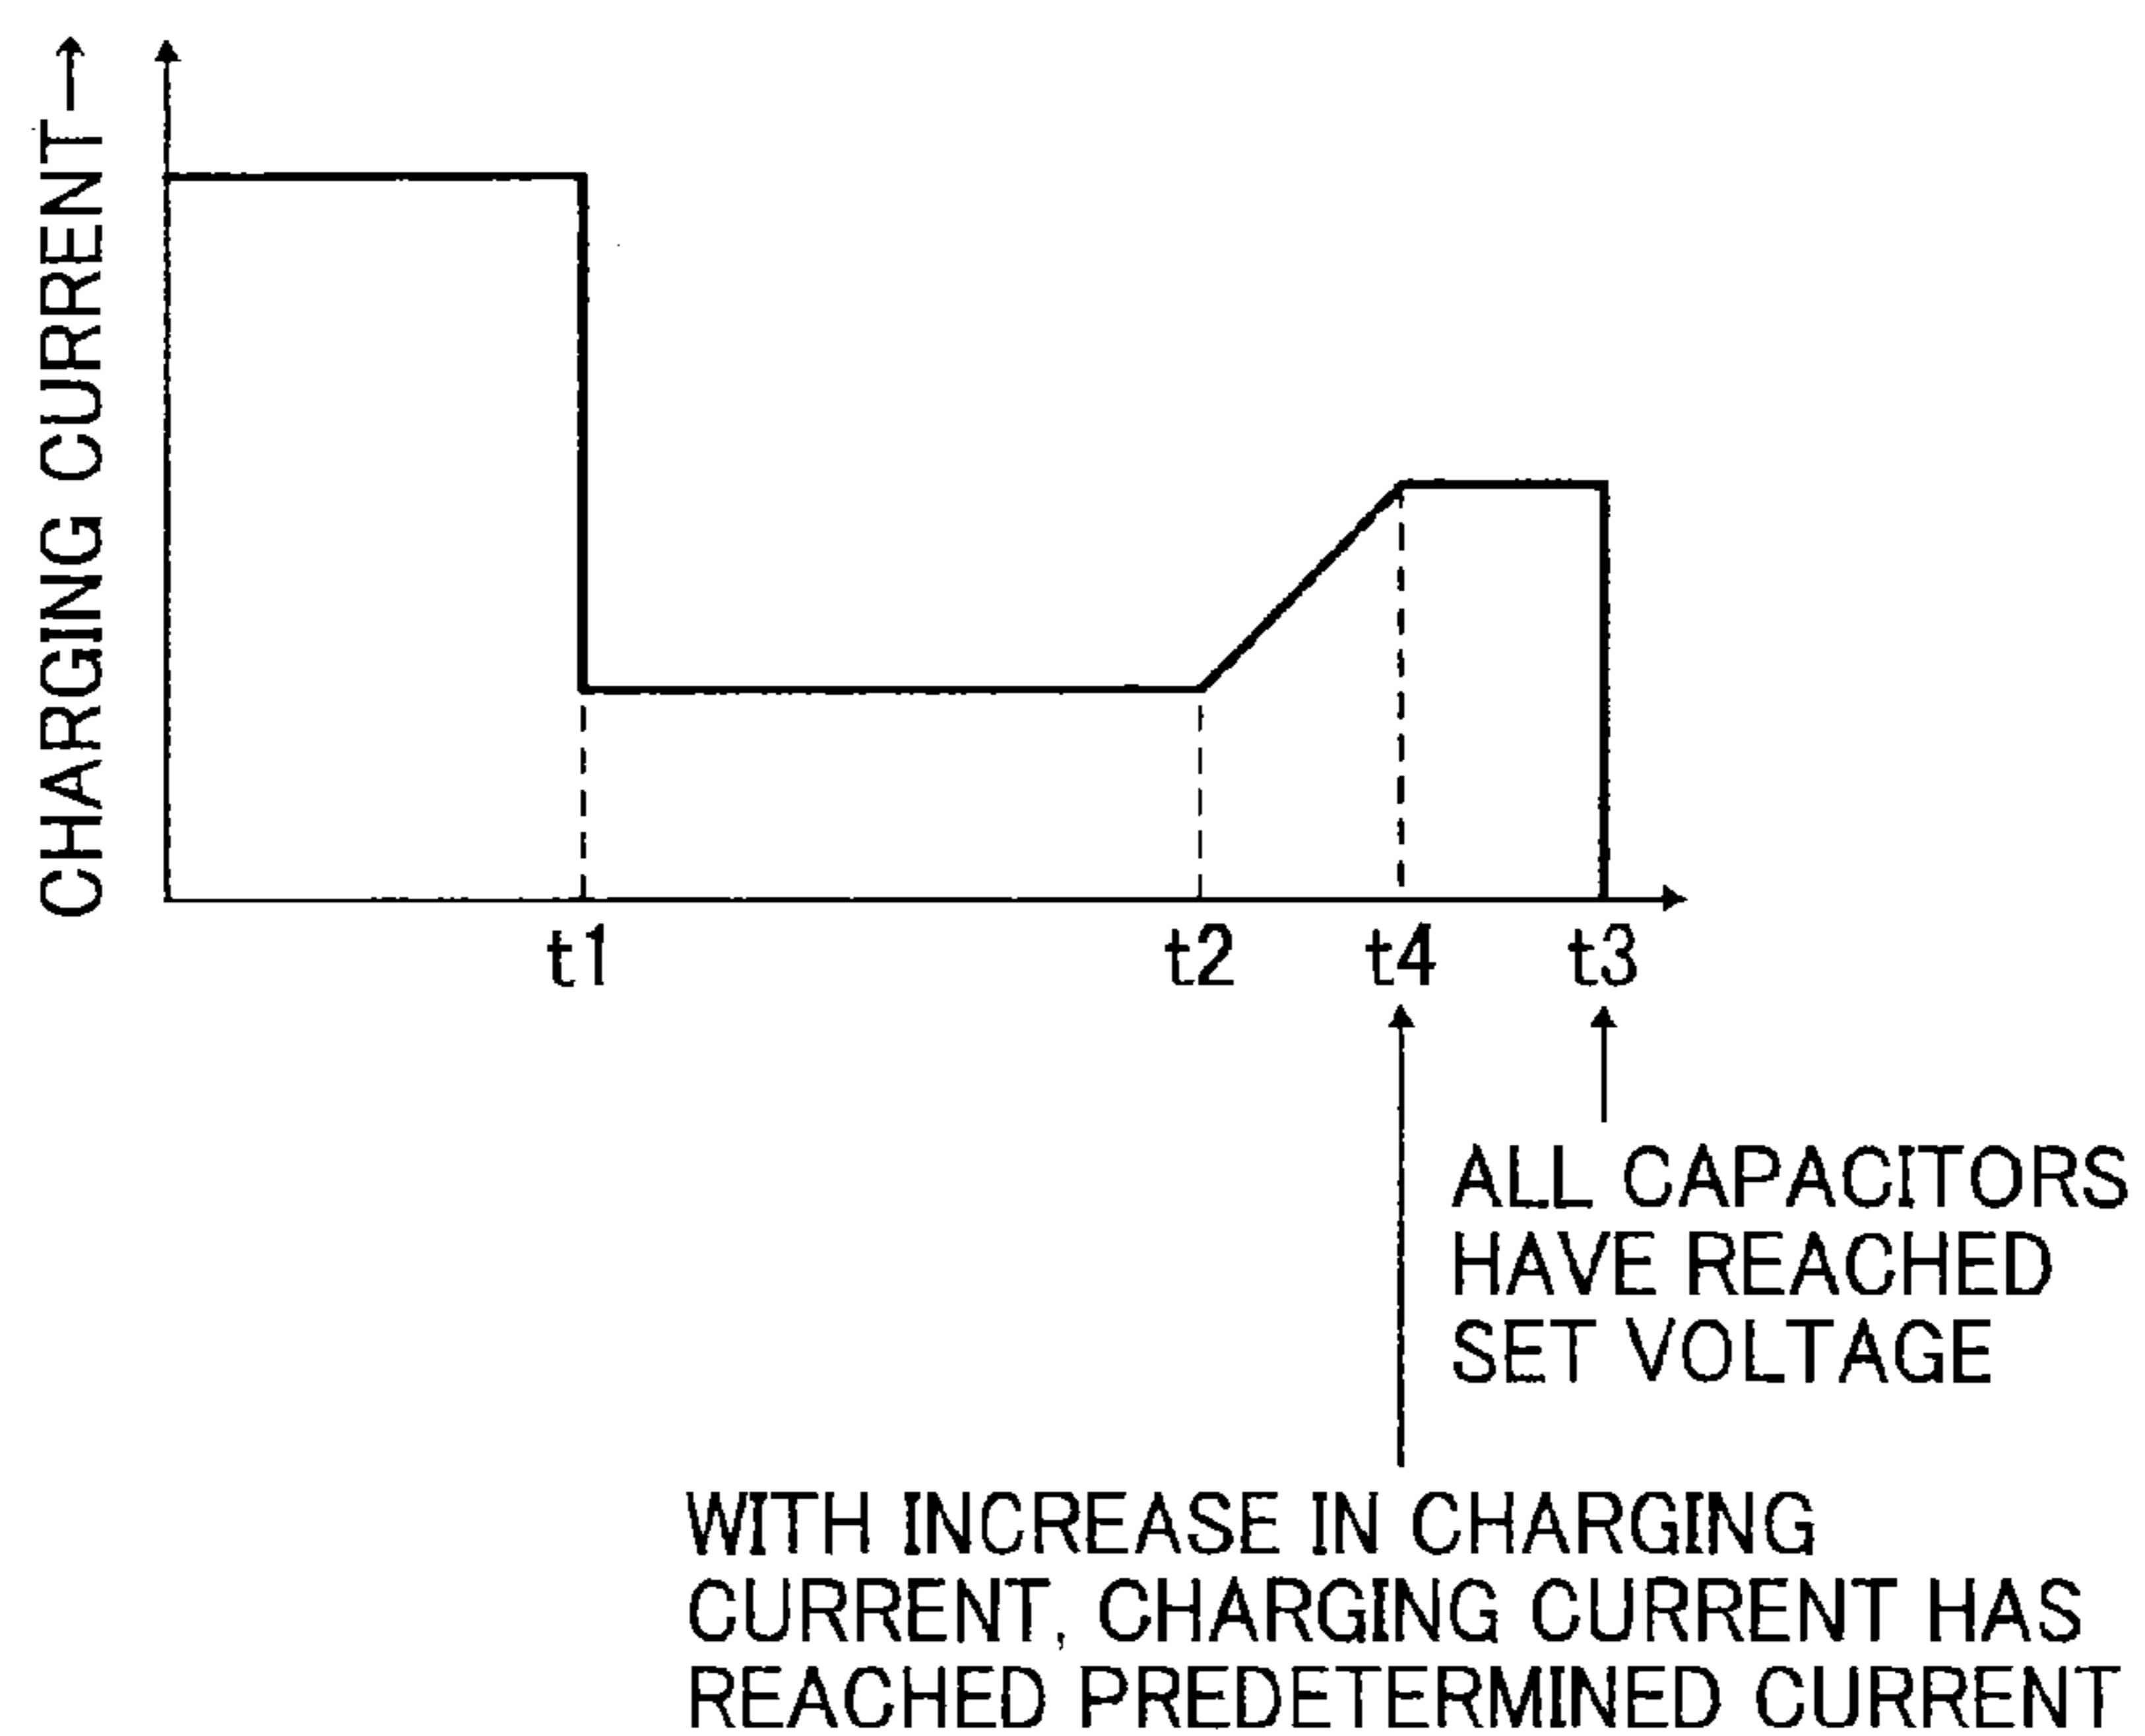 CHARGING CURRENT→
t1 t2 t4 t3
ALL CAPACITORS
HAVE REACHED
SET VOLTAGE
WITH INCREASE IN CHARGING
CURRENT, CHARGING CURRENT HAS
REACHED PREDETERMINED CURRENT